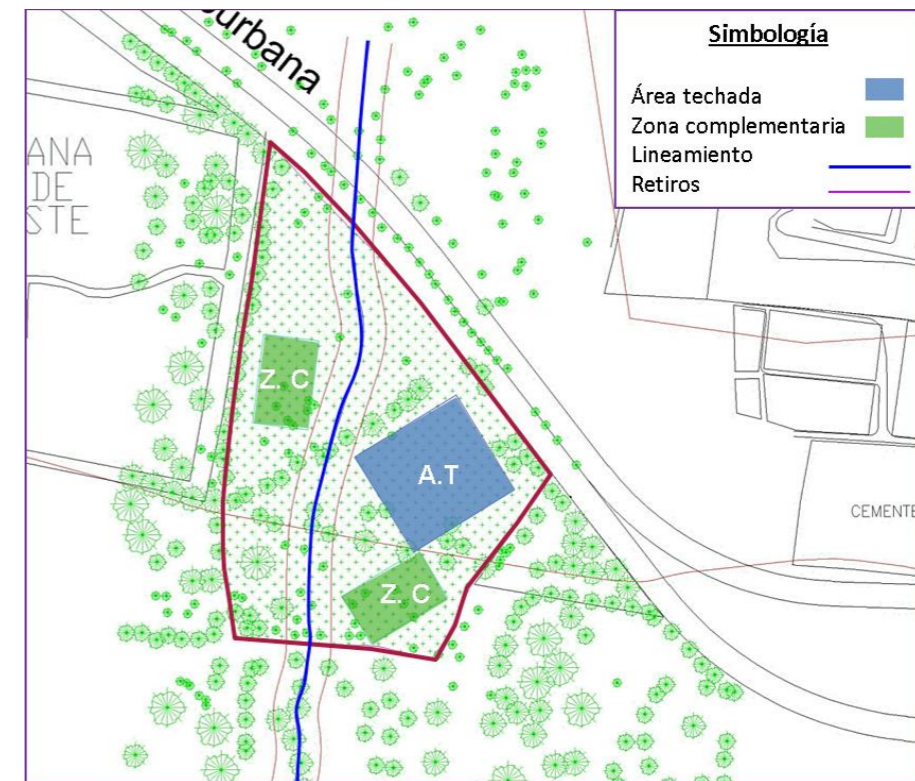 urbana
Simbología
Área techada
Zona complementaria
Lineamiento
Retiros
ANA
DE
STE
Z. C
A.T
CEMENTE
Z. C